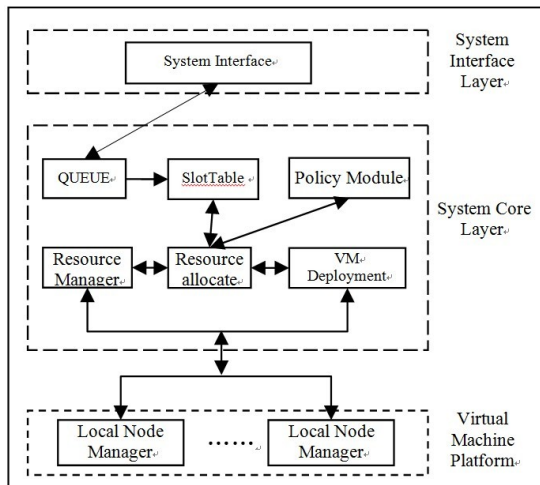 System Interface
System
Interface
Layer
QUEUE
SlotTable
Policy Module
System Core
Layer
Resource
Manager
Resource
allocate
VM
Deployment
Local Node
Manager
……
Local Node
Manager
Virtual
Machine
Platform